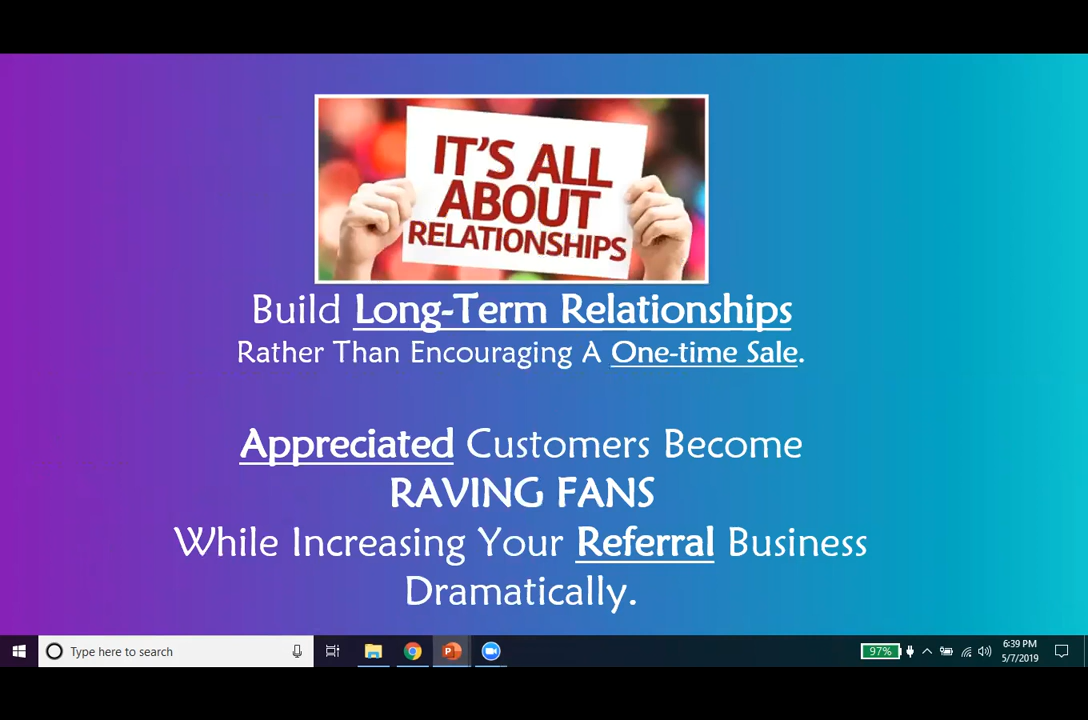 IT'S ALL
ABOUT
RELATIONSHIPS
Build Long-Term Relationships
Rather Than Encouraging A One-time Sale.
Appreciated Customers Become
RAVING FANS
While Increasing Your Referral Business
Dramatically.
Type here to search
97%
6:39 PM
5/7/2019